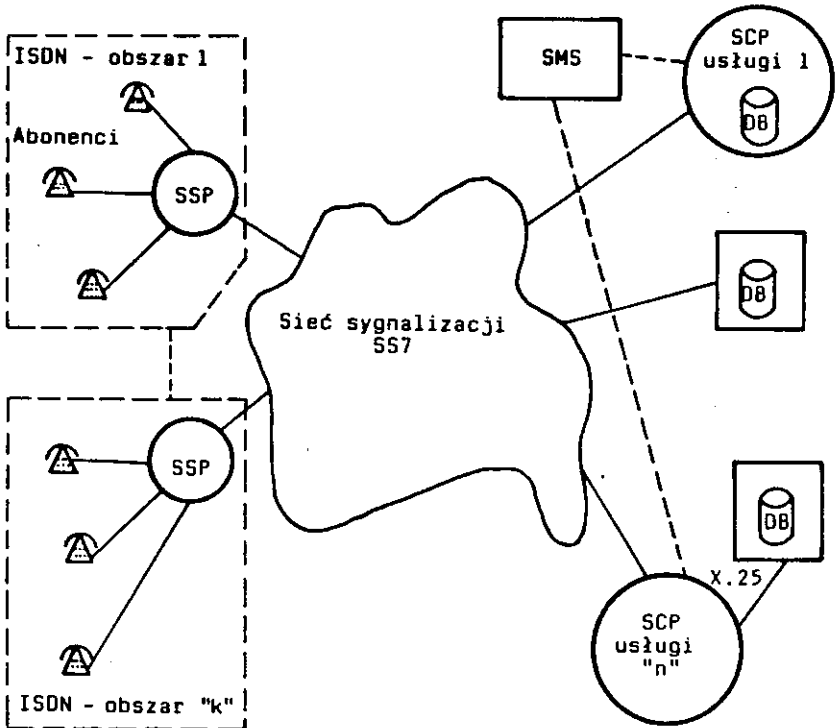 ISDN - obszar 1
Abonenci
SSP
SMS
SCP
usługi 1
DB
Sieć sygnalizacji
SS7
DB
SSP
ISDN - obszar "k"
DB
X.25
SCP
usługi
"n"